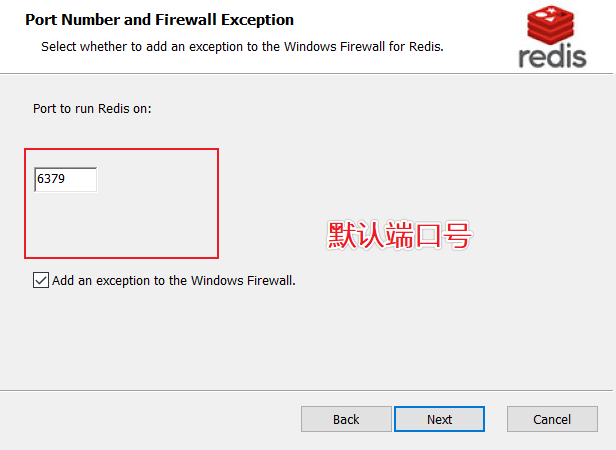 Port Number and Firewall Exception
Select whether to add an exception to the Windows Firewall for Redis.
redis
Port to run Redis on:
6379
默认端口号
Add an exception to the Windows Firewall.
Back
Next
Cancel